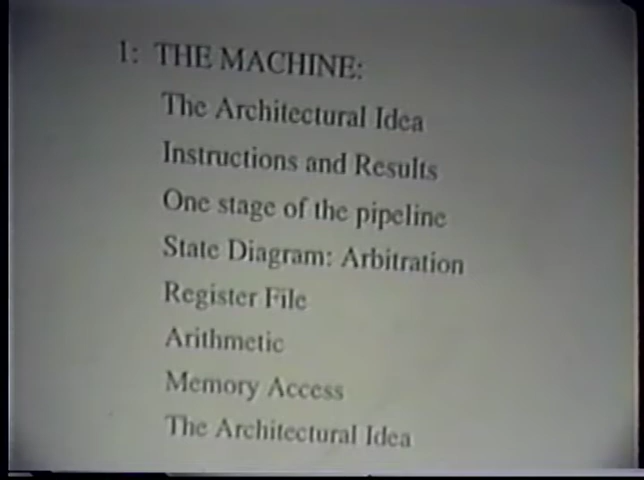 1: THE MACHINE:
The Architectural Idea
Instructions and Results
One stage of the pipeline
State Diagram: Arbitration
Register File
Arithmetic
Memory Access
The Architectural Idea